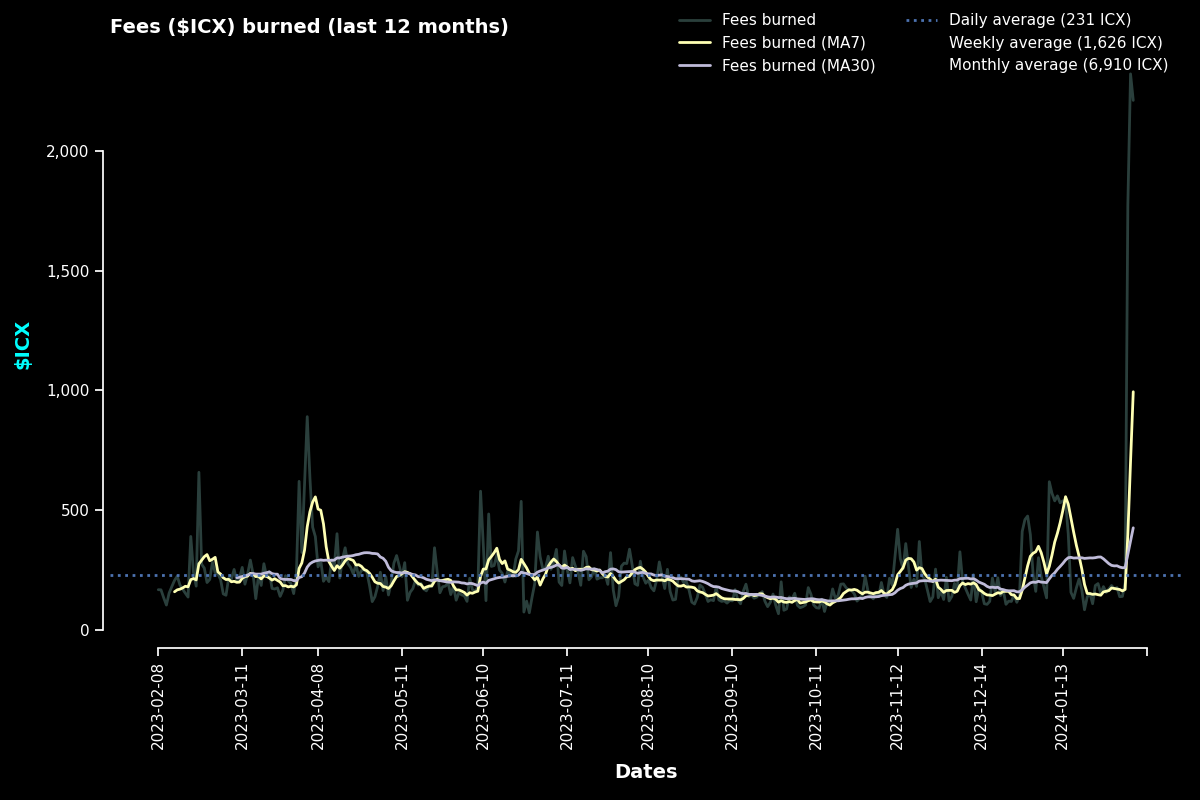 Fees ($ICX) burned (last 12 months)
Fees burned
Fees burned (MA7)
Fees burned (MA30)
Daily average (231 ICX)
Weekly average (1,626 ICX)
Monthly average (6,910 ICX)
2,000
1,500
1,000
500
0
$ICX
2023-02-08
2023-03-11
2023-04-08
2023-05-11
2023-06-10
2023-07-11
2023-08-10
2023-09-10
2023-10-11
2023-11-12
2023-12-14
2024-01-13
Dates